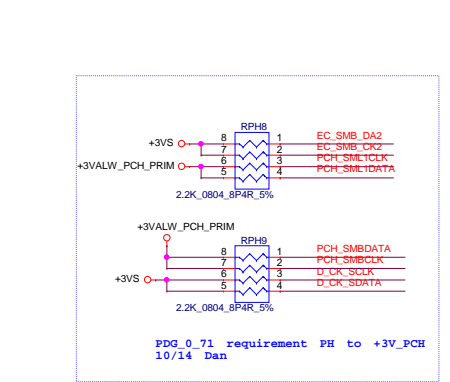 RPH8
+3VS
8 1 EC_SMB_DA2
7 2 EC_SMB_CK2
+3VALW_PCH_PRIM 6 3 PCH_SML1CLK
5 4 PCH_SML1DATA
2.2K_0804_8P4R_5%
+3VALW_PCH_PRIM
RPH9
8 1 PCH_SMBDATA
7 2 PCH_SMBCLK
+3VS 6 3 D_CK_SCLK
5 4 D_CK_SDATA
2.2K_0804_8P4R_5%
PDG_0_71 requirement PH to +3V_PCH
10/14 Dan